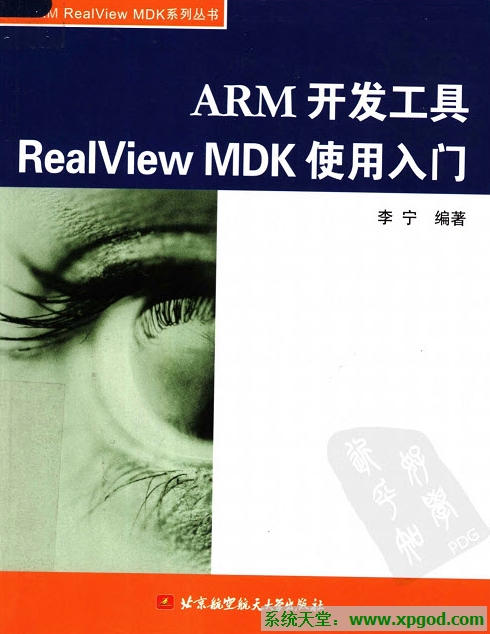 RM RealView MDK系列丛书
ARM 开发工具
RealView MDK 使用入门
李 宁 编著
PDG
北京航空航天大学出版社
系统天堂：www.xpgod.com